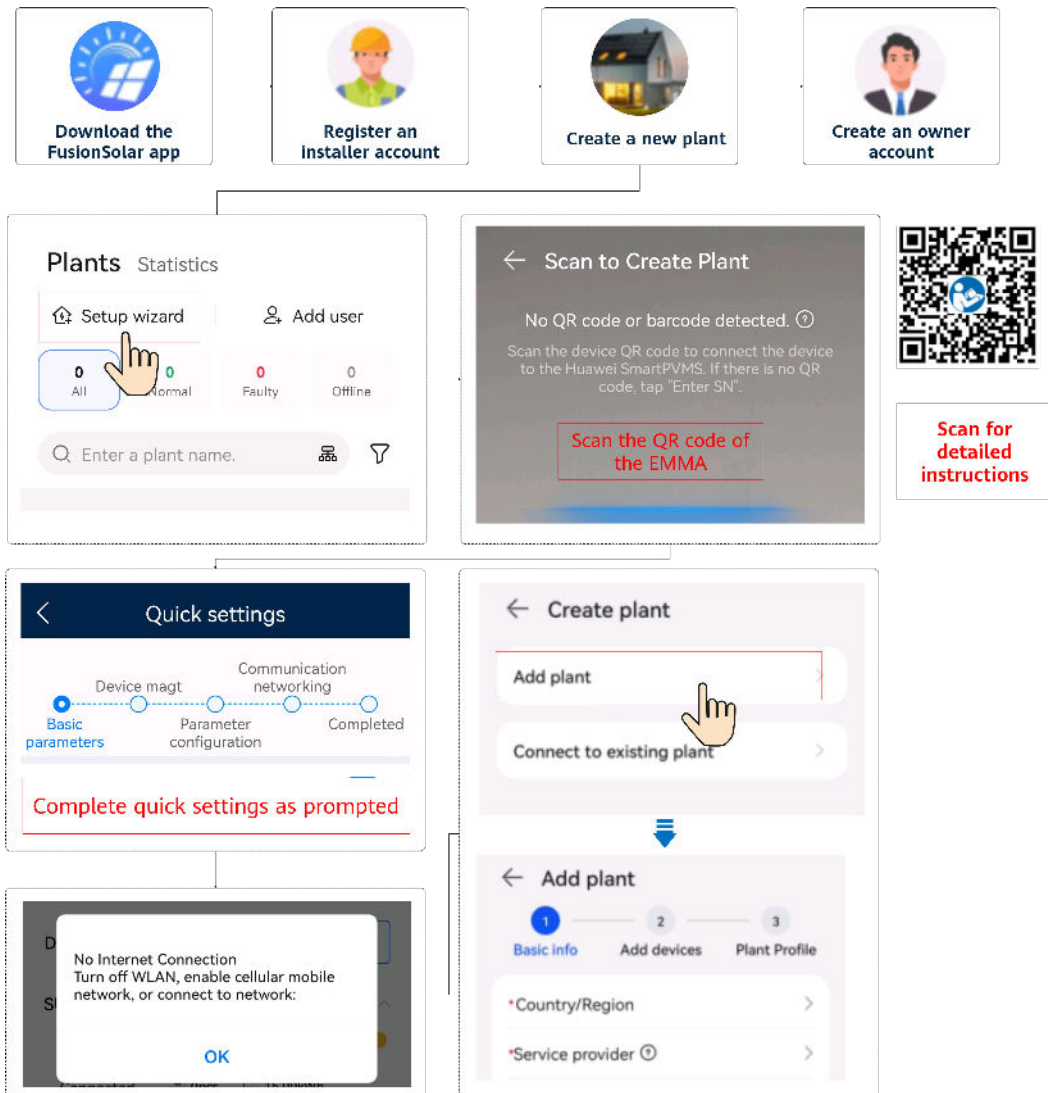 Download the
FusionSolar app
Register an
installer account
Create a new plant
Create an owner
account
Plants Statistics
Setup wizard
Add user
0
All
0
Normal
0
Faulty
0
Offline
Enter a plant name.
Scan to Create Plant
No QR code or barcode detected.
Scan the device QR code to connect the device
to the Huawei SmartPVMS. If there is no QR
code, tap "Enter SN".
Scan the QR code of
the EMMA
Scan for
detailed
instructions
Quick settings
Basic
parameters
Device magt
Parameter
configuration
Communication
networking
Completed
Complete quick settings as prompted
No Internet Connection
Turn off WLAN, enable cellular mobile
network, or connect to network:
OK
Create plant
Add plant
Connect to existing plant
Add plant
1
Basic info
2
Add devices
3
Plant Profile
*Country/Region
*Service provider